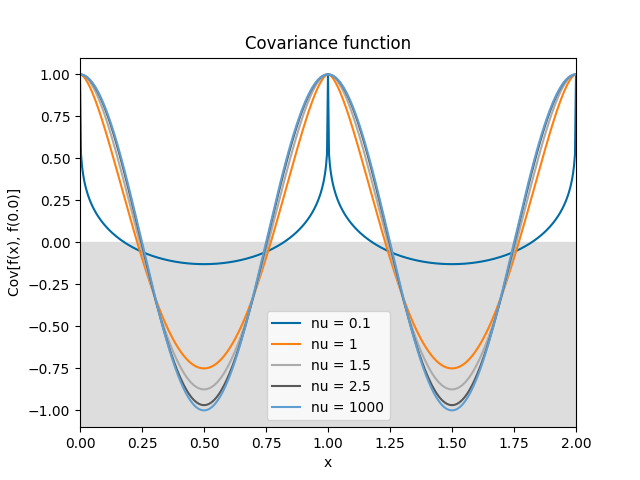 Covariance function
Cov[f(x), f(0.0)]
1.00
0.75
0.50
0.25
0.00
−0.25
−0.50
−0.75
−1.00
nu = 0.1
nu = 1
nu = 1.5
nu = 2.5
nu = 1000
0.00 0.25 0.50 0.75 1.00 1.25 1.50 1.75 2.00
x